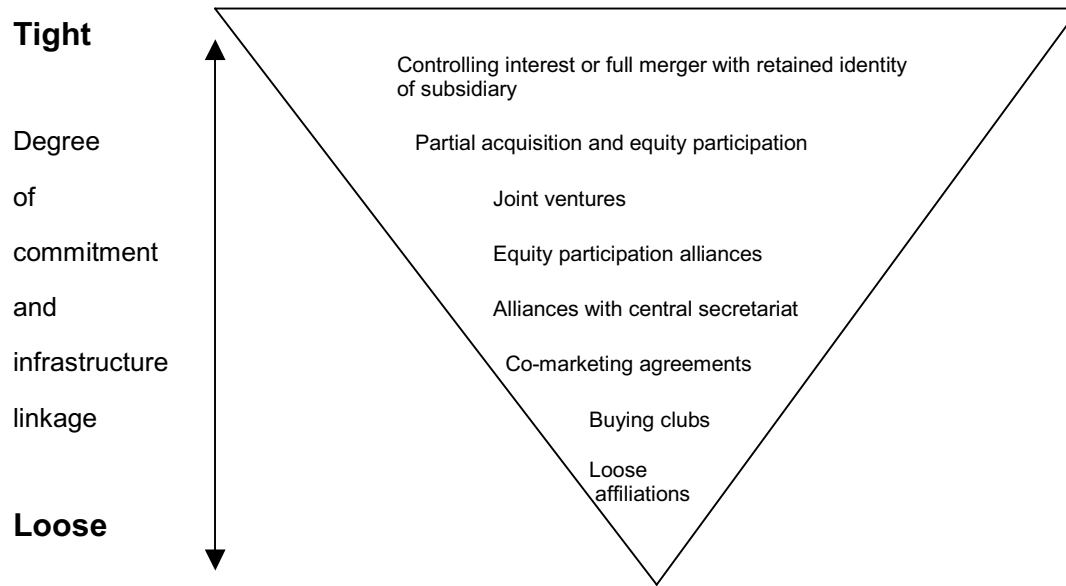 Tight
Controlling interest or full merger with retained identity
of subsidiary
Degree
Partial acquisition and equity participation
of
Joint ventures
commitment
Equity participation alliances
and
Alliances with central secretariat
infrastructure
Co-marketing agreements
linkage
Buying clubs
Loose
affiliations
Loose